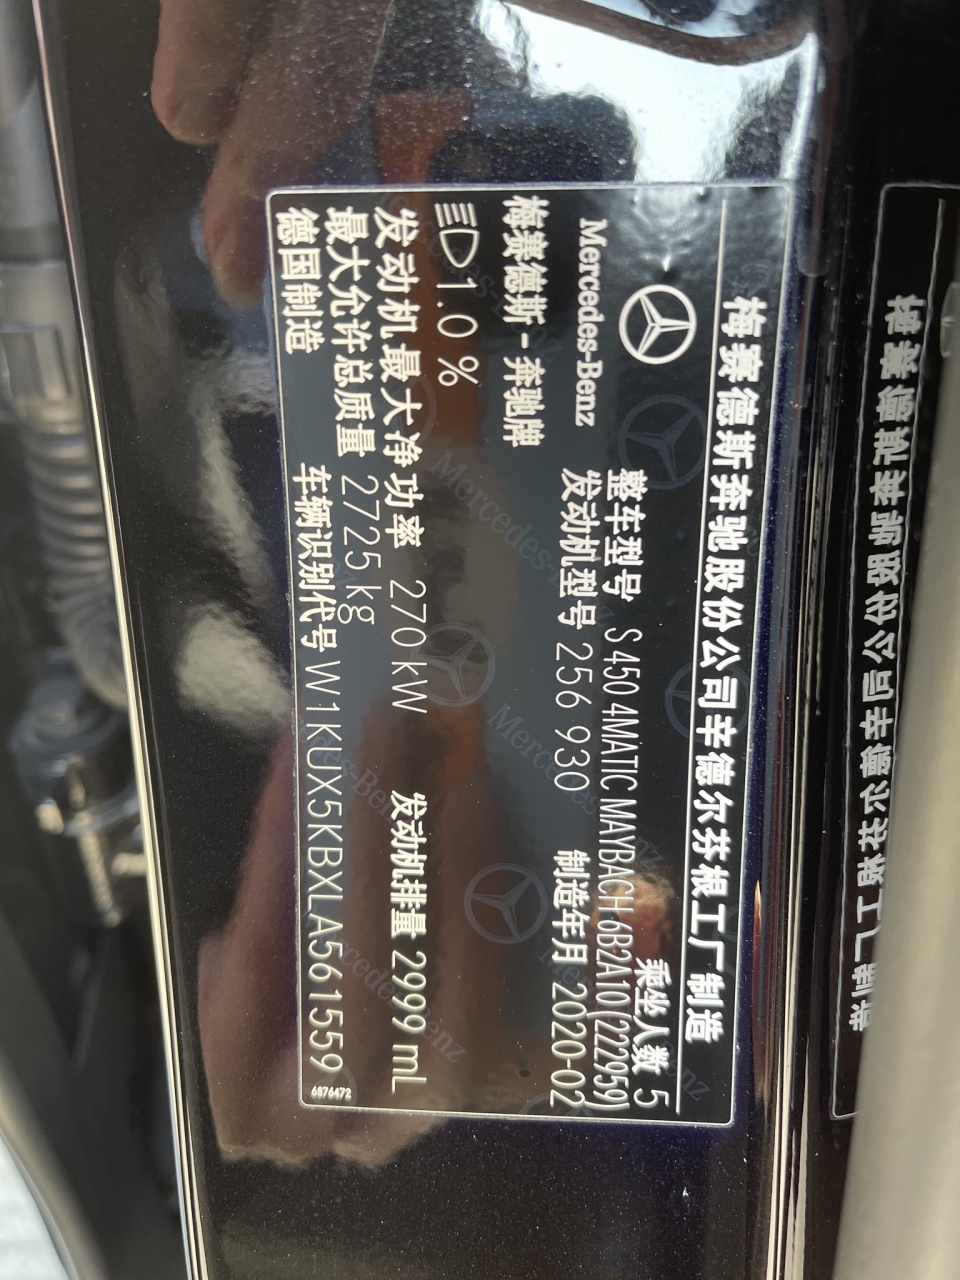 梅赛德斯奔驰股份公司辛德尔芬根工厂制造
乘坐人数 5
Mercedes-Benz
整车型号 S 450 4MATIC MAYBACH 6B2A10(222959)
梅赛德斯-奔驰牌
发动机型号 256 930
制造年月 2020-02
1.0 %
发动机最大净功率 270 kW
发动机排量 2999 mL
最大允许总质量 2725 kg
德国制造
车辆识别代号 W1KUX5KBXLA561559
6876472